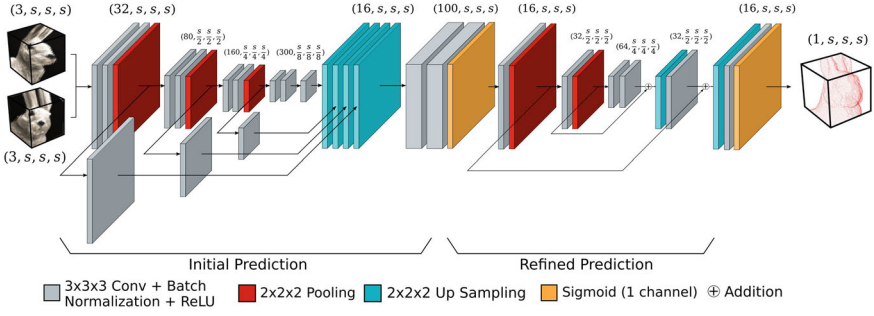 (3, s, s, s)
(32, s, s, s)
(80, s/2, s/2, s/2)
(160, s/4, s/4, s/4)
(300, s/8, s/8, s/8)
(16, s, s, s)
(100, s, s, s)
(16, s, s, s)
(32, s/2, s/2, s/2)
(64, s/4, s/4, s/4)
(32, s/2, s/2, s/2)
(16, s, s, s)
(1, s, s, s)
(3, s, s, s)
Initial Prediction
Refined Prediction
3x3x3 Conv + Batch
Normalization + ReLU
2x2x2 Pooling
2x2x2 Up Sampling
Sigmoid (1 channel)
Addition